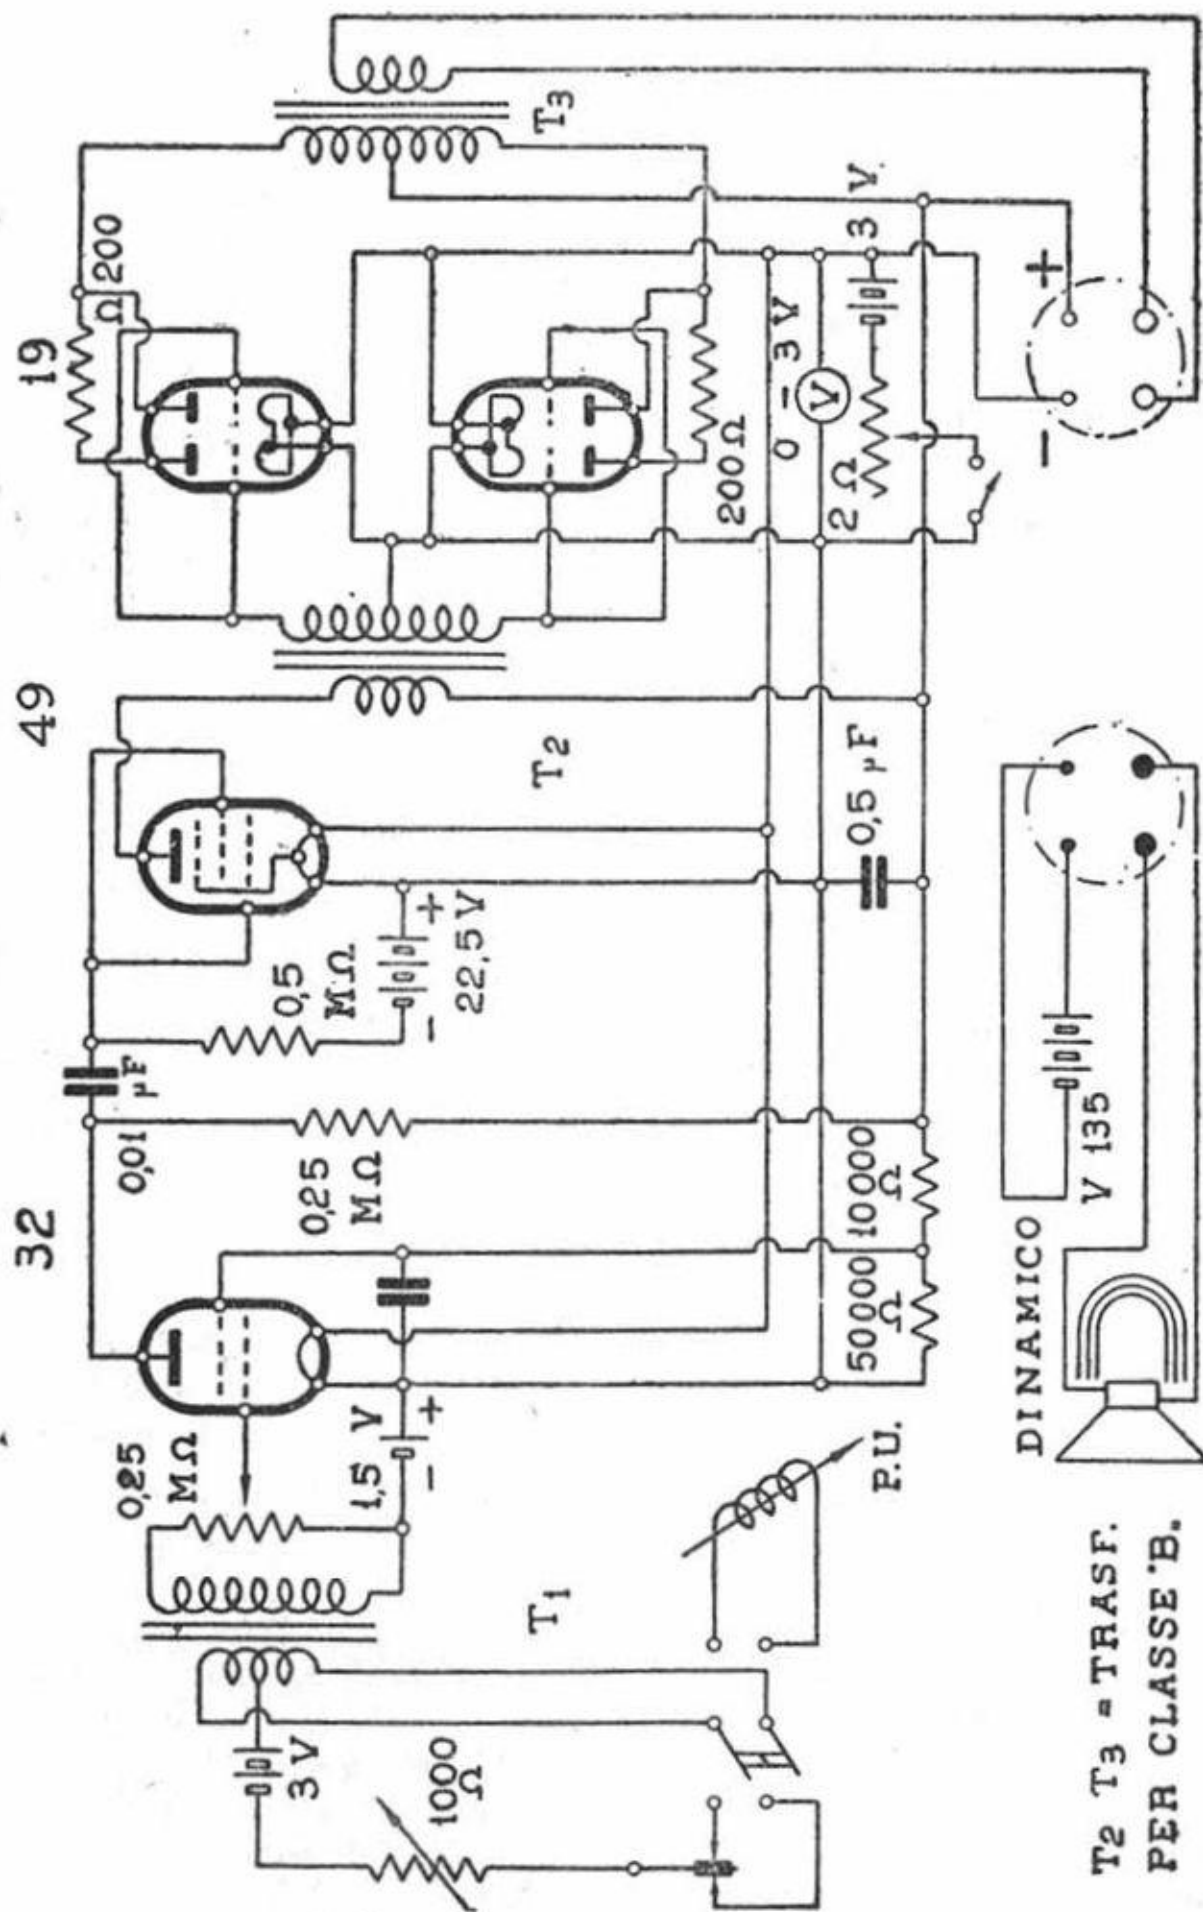 32
49
19
0,01
µF
Ω 200
0,25
MΩ
0,5
MΩ
0,25
MΩ
1,5 V
- +
- +
22,5 V
3 V
1000
Ω
T1
T2
T3
200 Ω
0 - 3 V
V
2 Ω
3 V.
0,5 µF
50000
Ω
10000
Ω
P.U.
- +
DINAMICO
V 135
T2 T3 = TRASF.
PER CLASSE "B.